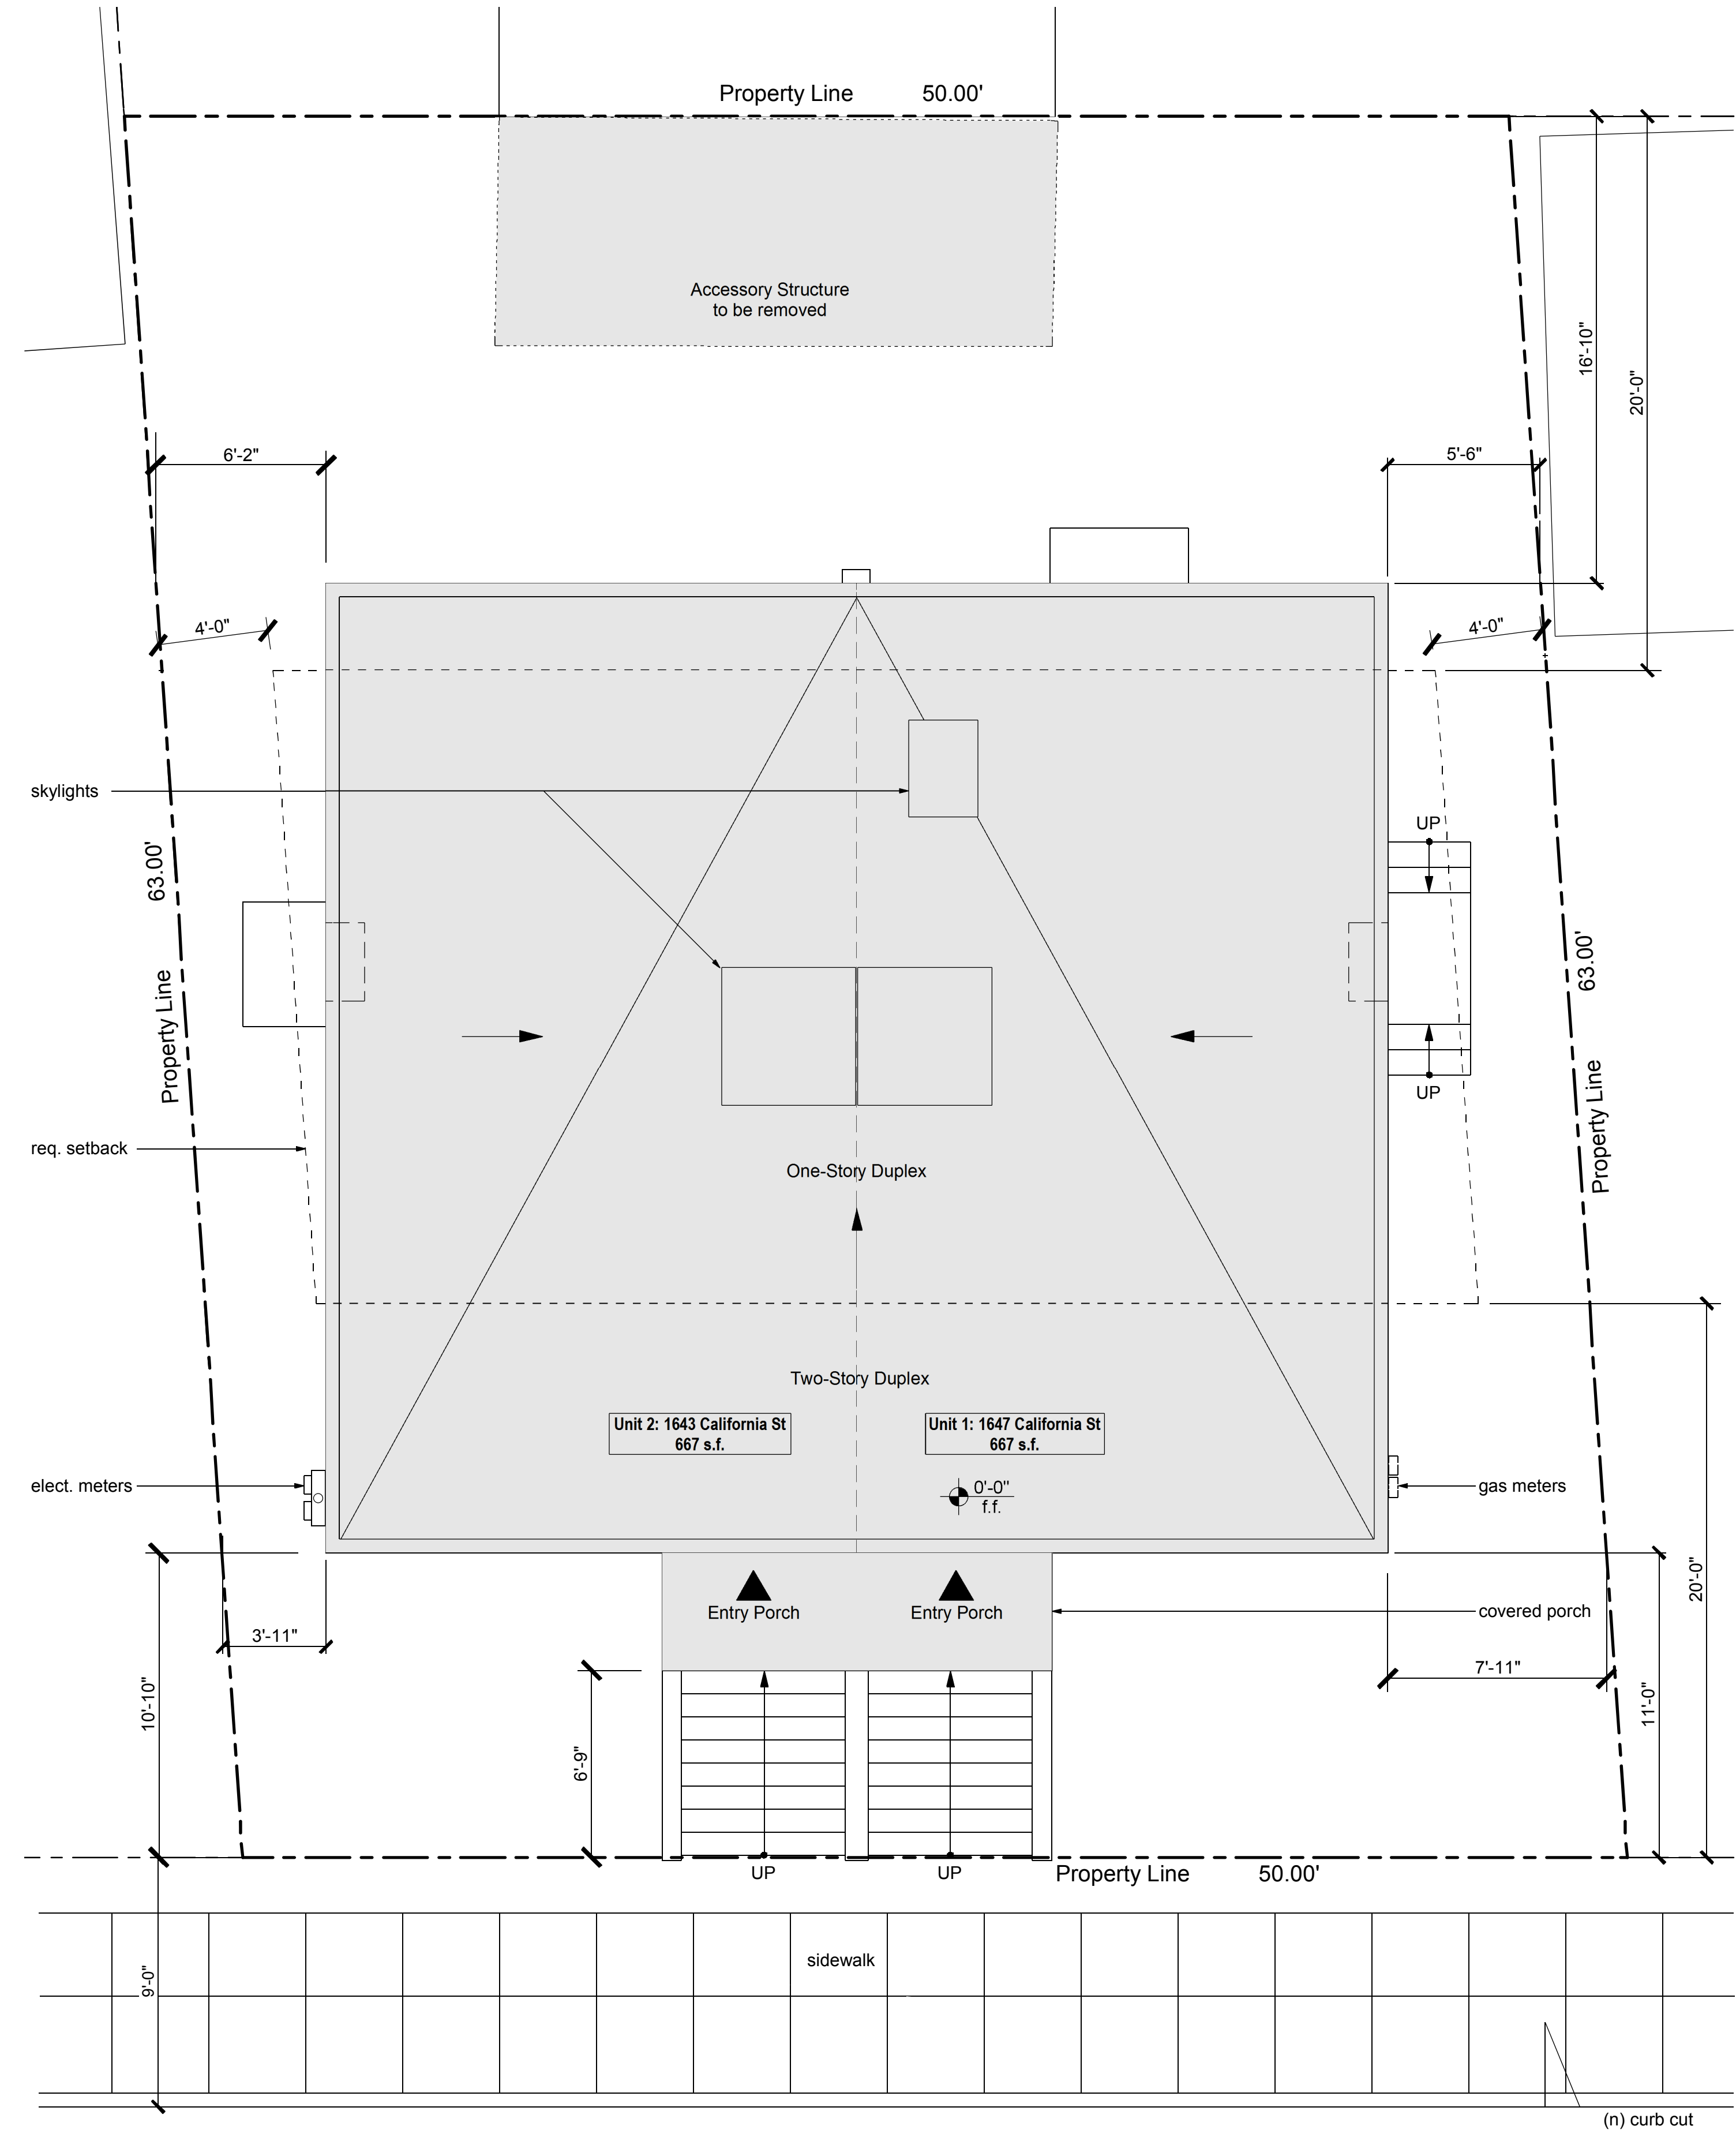 Property Line 50.00'
Accessory Structure
to be removed
16'-10"
20'-0"
6'-2"
5'-6"
4'-0"
4'-0"
skylights
UP
63.00'
Property Line
63.00'
Property Line
UP
req. setback
One-Story Duplex
Two-Story Duplex
Unit 2: 1643 California St
667 s.f.
Unit 1: 1647 California St
667 s.f.
elect. meters
0'-0"
f.f.
gas meters
Entry Porch
Entry Porch
covered porch
20'-0"
3'-11"
7'-11"
10'-10"
11'-0"
6'-9"
UP
UP
Property Line 50.00'
sidewalk
9'-0"
(n) curb cut